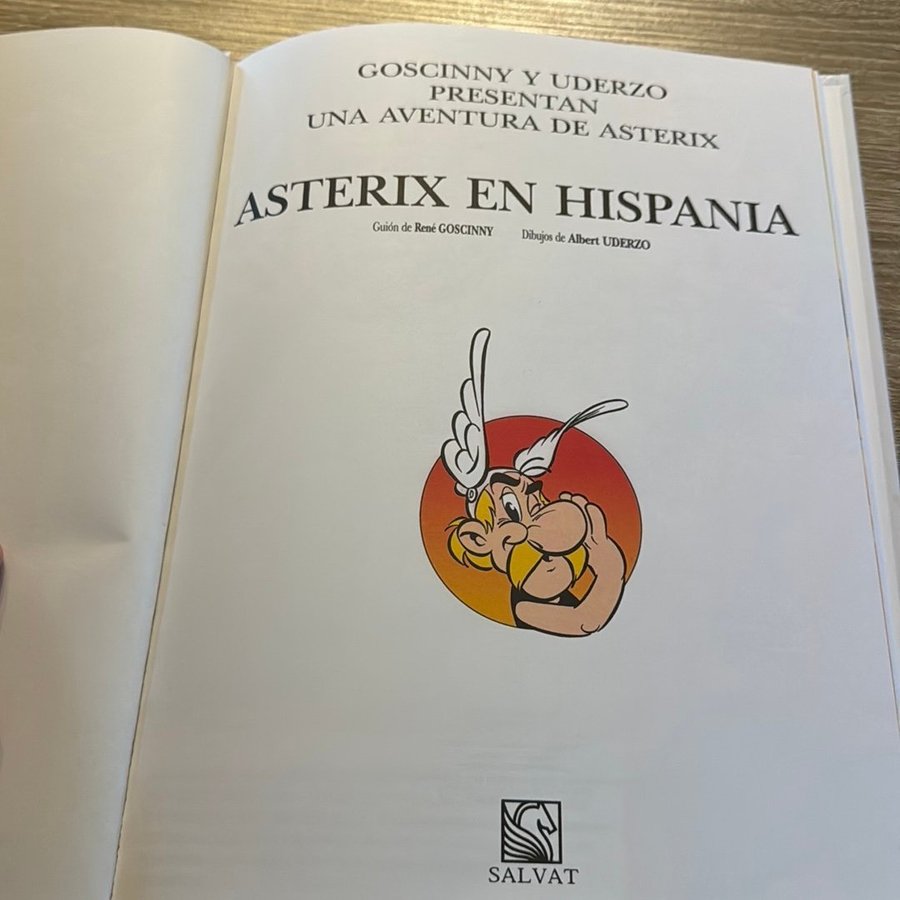 GOSCINNY Y UDERZO
PRESENTAN
UNA AVENTURA DE ASTERIX
ASTERIX EN HISPANIA
Guión de René GOSCINNY Dibujos de Albert UDERZO
SALVAT